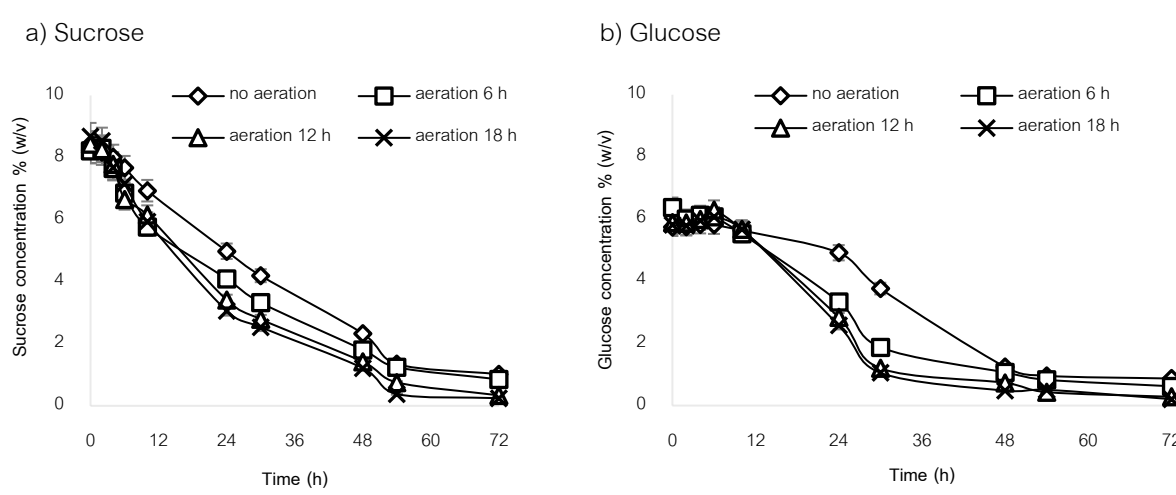 a) Sucrose
no aeration
aeration 6 h
aeration 12 h
aeration 18 h
Sucrose concentration % (w/v)
10
8
6
4
2
0
0 12 24 36 48 60 72
Time (h)
b) Glucose
no aeration
aeration 6 h
aeration 12 h
aeration 18 h
Glucose concentration % (w/v)
10
8
6
4
2
0
0 12 24 36 48 60 72
Time (h)